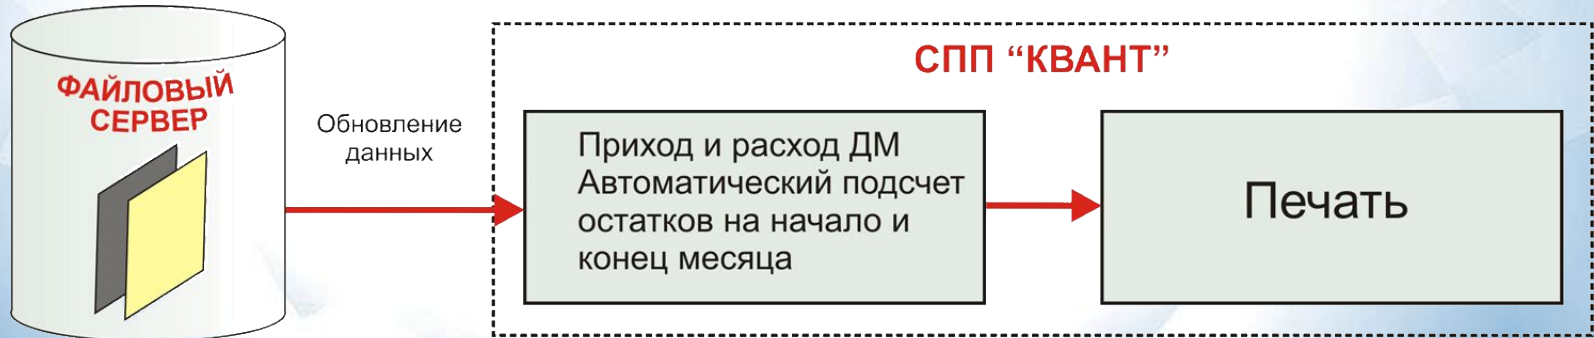 ФАЙЛОВЫЙ
СЕРВЕР
Обновление
данных
СПП “КВАНТ”
Приход и расход ДМ
Автоматический подсчет
остатков на начало и
конец месяца
Печать